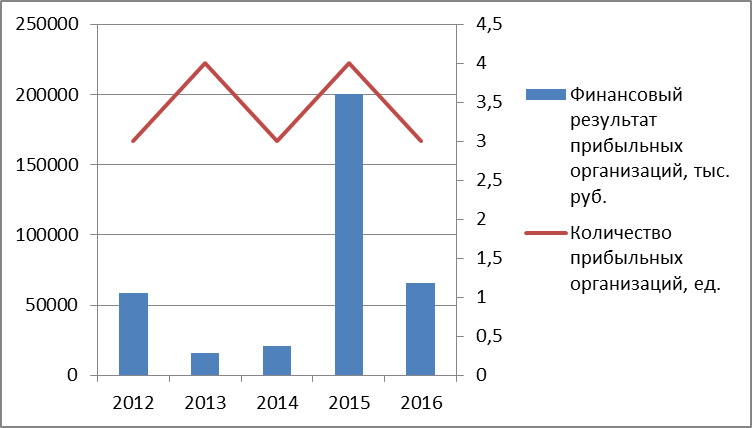 250000
200000
150000
100000
50000
0
4,5
4
3,5
3
2,5
2
1,5
1
0,5
0
2012 2013 2014 2015 2016
Финансовый
результат
прибыльных
организаций, тыс.
руб.
Количество
прибыльных
организаций, ед.